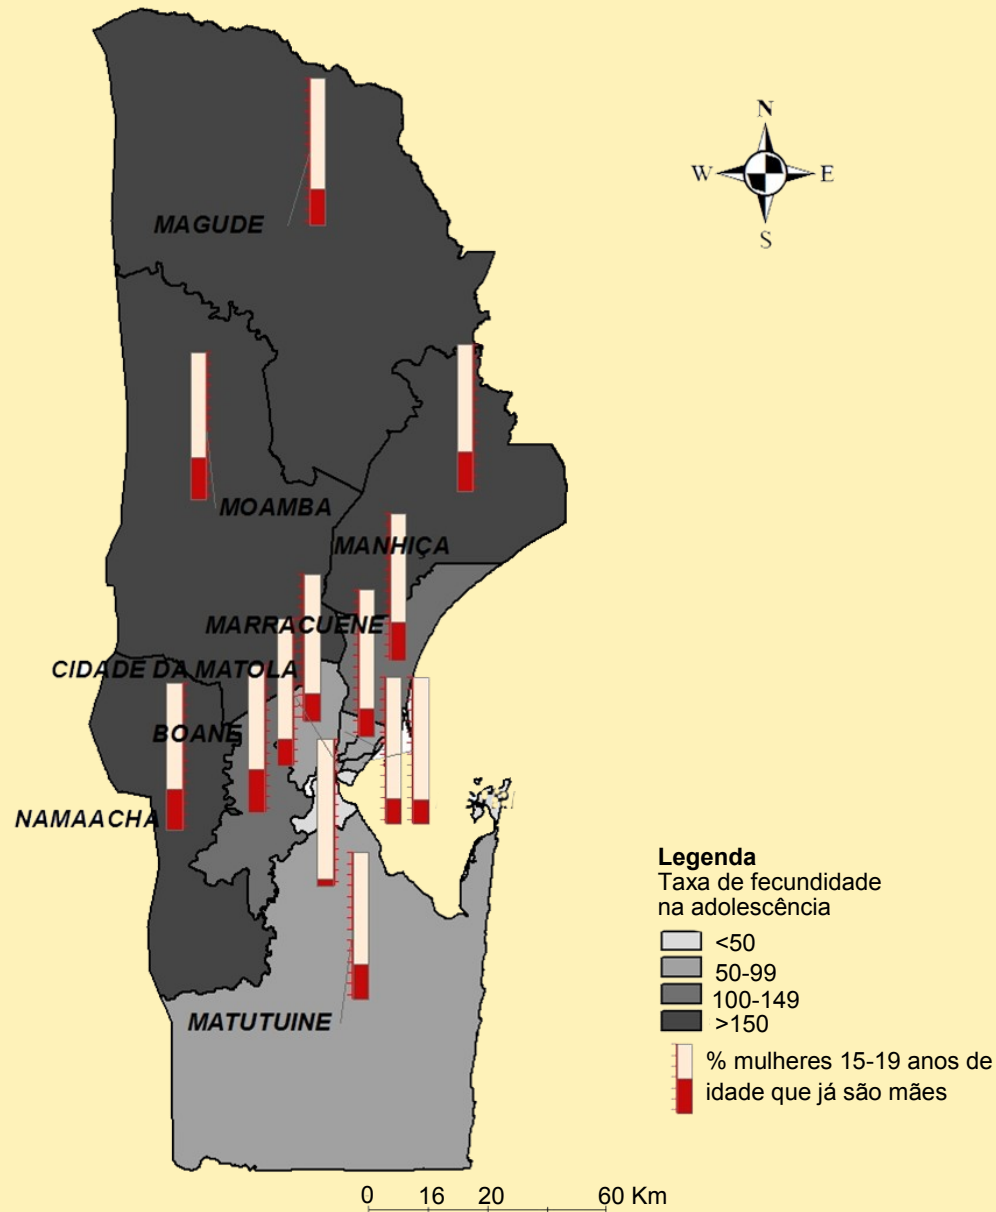 N
W E
S
MAGUDE
MOAMBA
MANHIÇA
MARRACUENE
CIDADE DA MATOLA
BOANE
NAMAACHA
MATUTUINE
Legenda
Taxa de fecundidade
na adolescência
<50
50-99
100-149
>150
% mulheres 15-19 anos de
idade que já são mães
0 16 20 60 Km